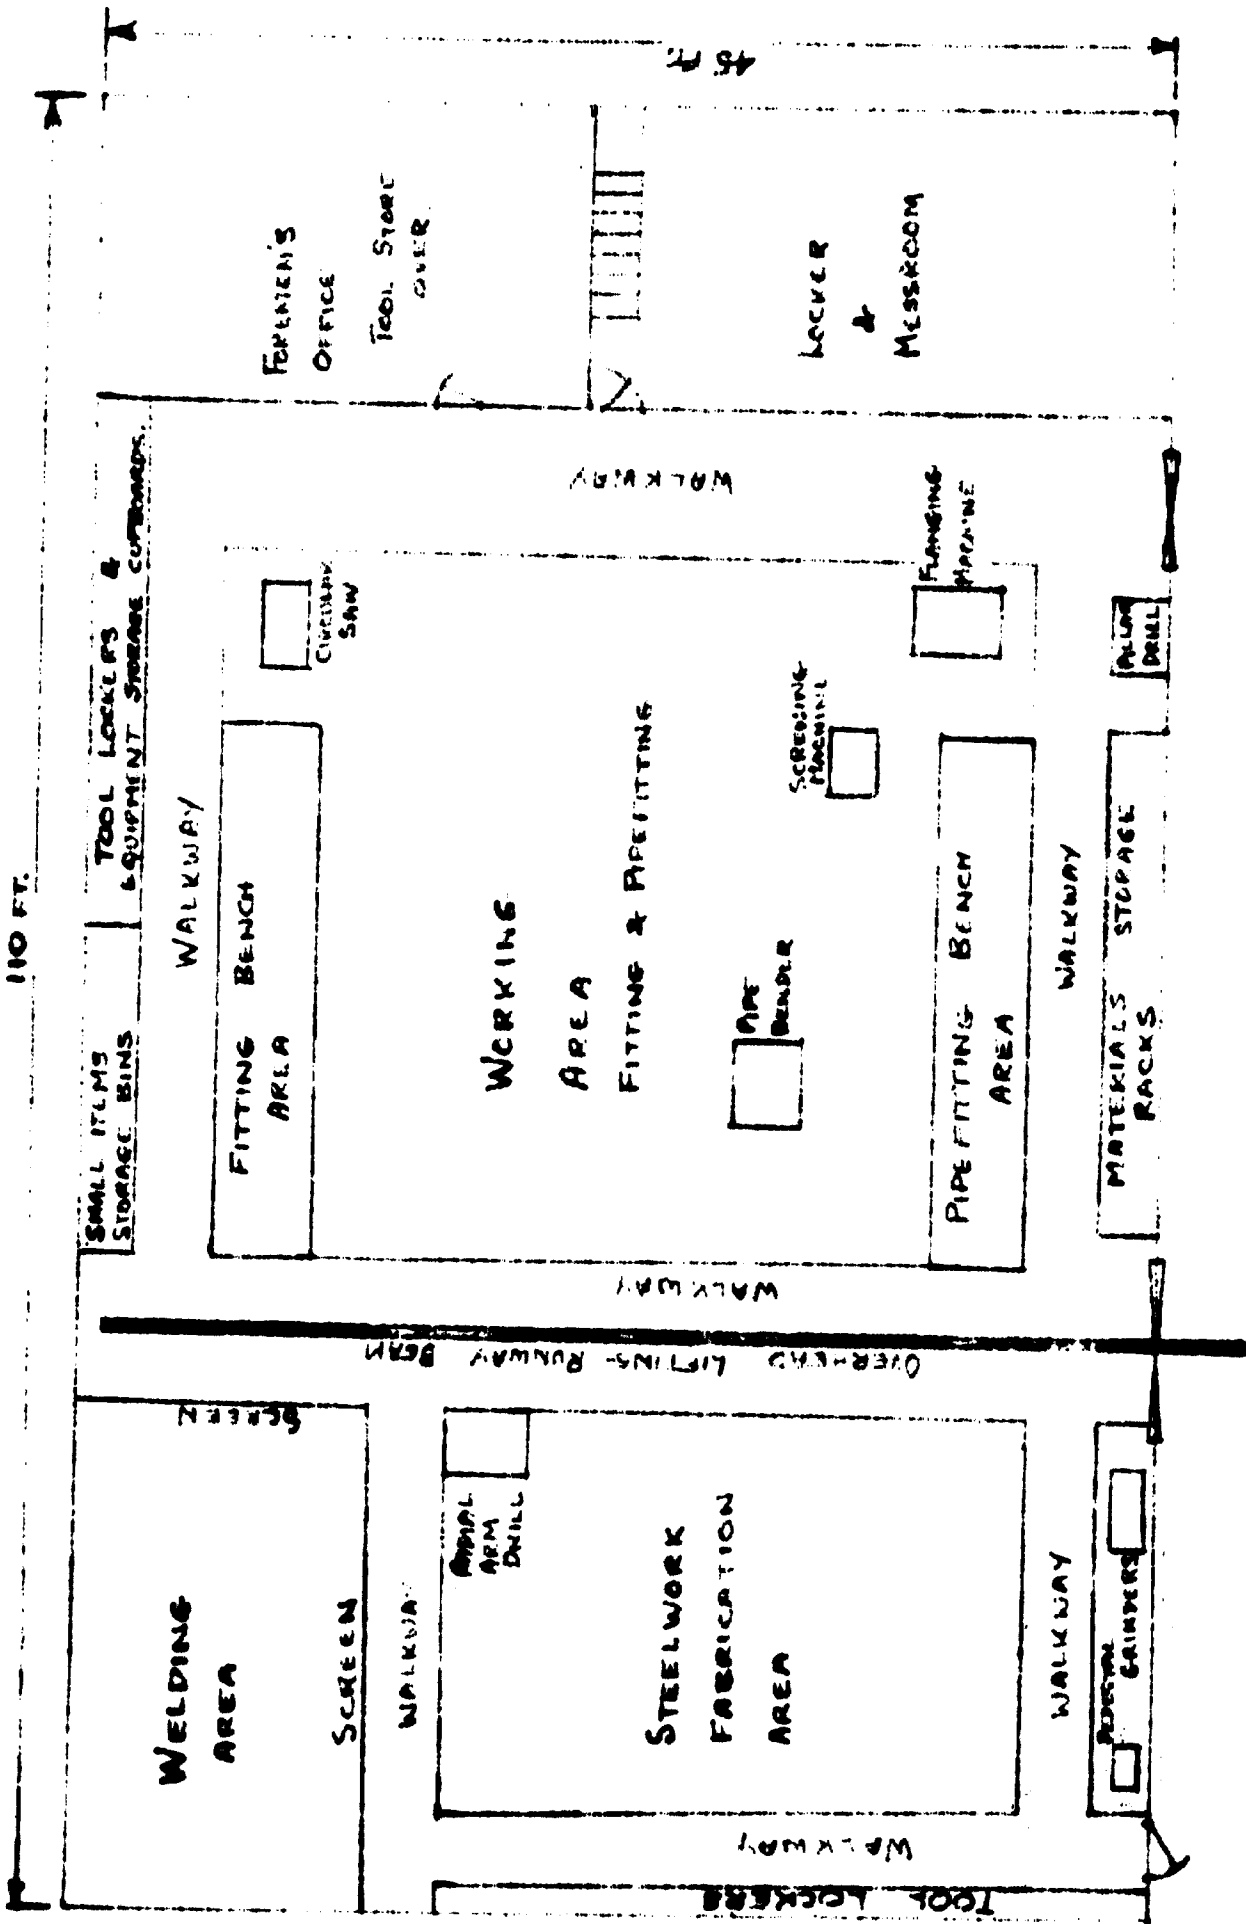 110 FT.
45 FT.
SMALL ITEMS
STORAGE BINS
TOOL LOCKERS &
EQUIPMENT STORAGE CUPBOARDS.
WALKWAY
FITTING BENCH
AREA
CIRCULAR
SAW
WORKING
AREA
FITTING & PIPEFITTING
PIPE
BENDER
SCREWING
MACHINE
FLANGING
MACHINE
PIPEFITTING BENCH
AREA
WALKWAY
MATERIALS STORAGE
RACKS
PILLAR
DRILL
WALKWAY
FOREMEN'S
OFFICE
TOOL STORE
OVER
LOCKER
&
MESSROOM
WALKWAY
OVERHEAD LIFTING RUNWAY BEAM
SCREEN
WELDING
AREA
SCREEN
WALKWAY
RADIAL
ARM
DRILL
STEELWORK
FABRICATION
AREA
WALKWAY
PEDESTAL
GRINDERS
WALKWAY
TOOL LOCKERS